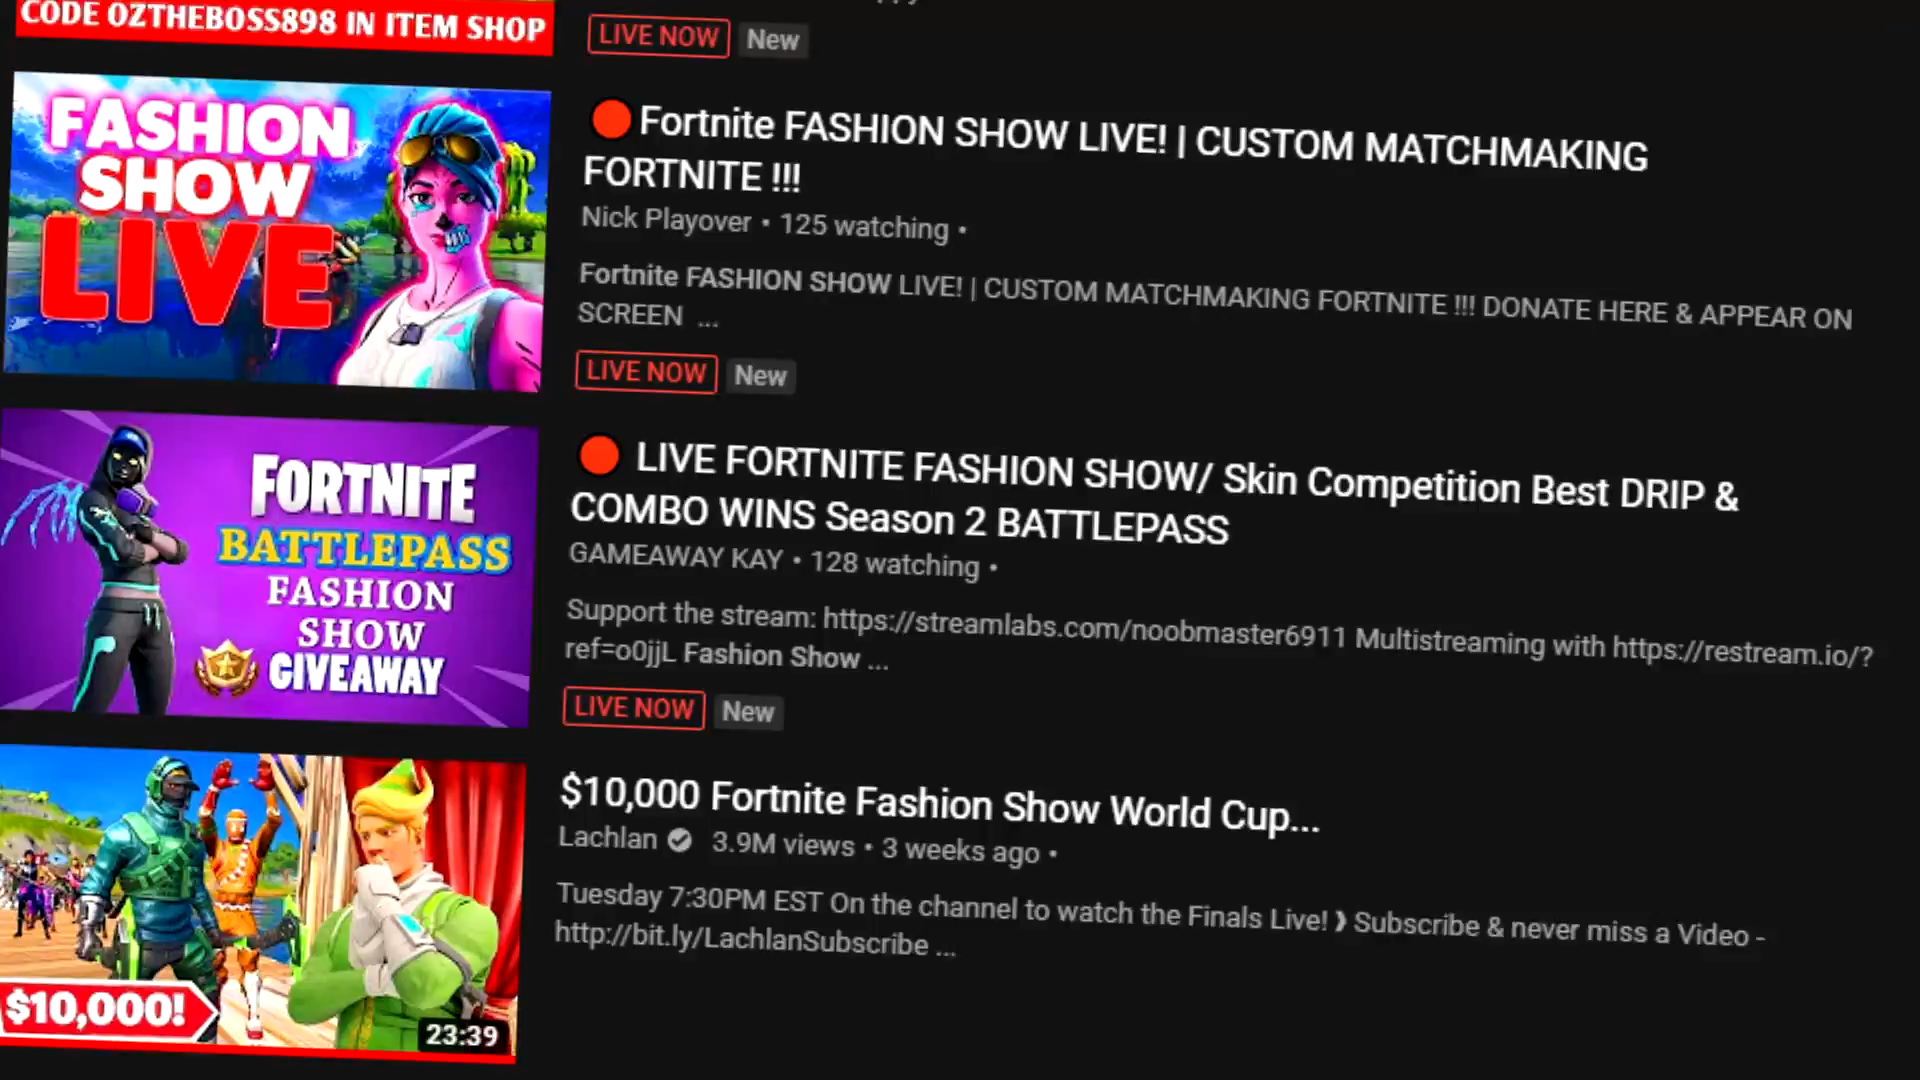 CODE OZTHEBOSS898 IN ITEM SHOP
LIVE NOW New
FASHION
SHOW
LIVE
Fortnite FASHION SHOW LIVE! | CUSTOM MATCHMAKING
FORTNITE !!!
Nick Playover • 125 watching •
Fortnite FASHION SHOW LIVE! | CUSTOM MATCHMAKING FORTNITE !!! DONATE HERE & APPEAR ON
SCREEN ...
LIVE NOW New
FORTNITE
BATTLEPASS
FASHION
SHOW
GIVEAWAY
LIVE FORTNITE FASHION SHOW/ Skin Competition Best DRIP &
COMBO WINS Season 2 BATTLEPASS
GAMEAWAY KAY • 128 watching •
Support the stream: https://streamlabs.com/noobmaster6911 Multistreaming with https://restream.io/?
ref=o0jjL Fashion Show ...
LIVE NOW New
$10,000!
23:39
$10,000 Fortnite Fashion Show World Cup...
Lachlan 3.9M views • 3 weeks ago •
Tuesday 7:30PM EST On the channel to watch the Finals Live! ❱ Subscribe & never miss a Video -
http://bit.ly/LachlanSubscribe ...